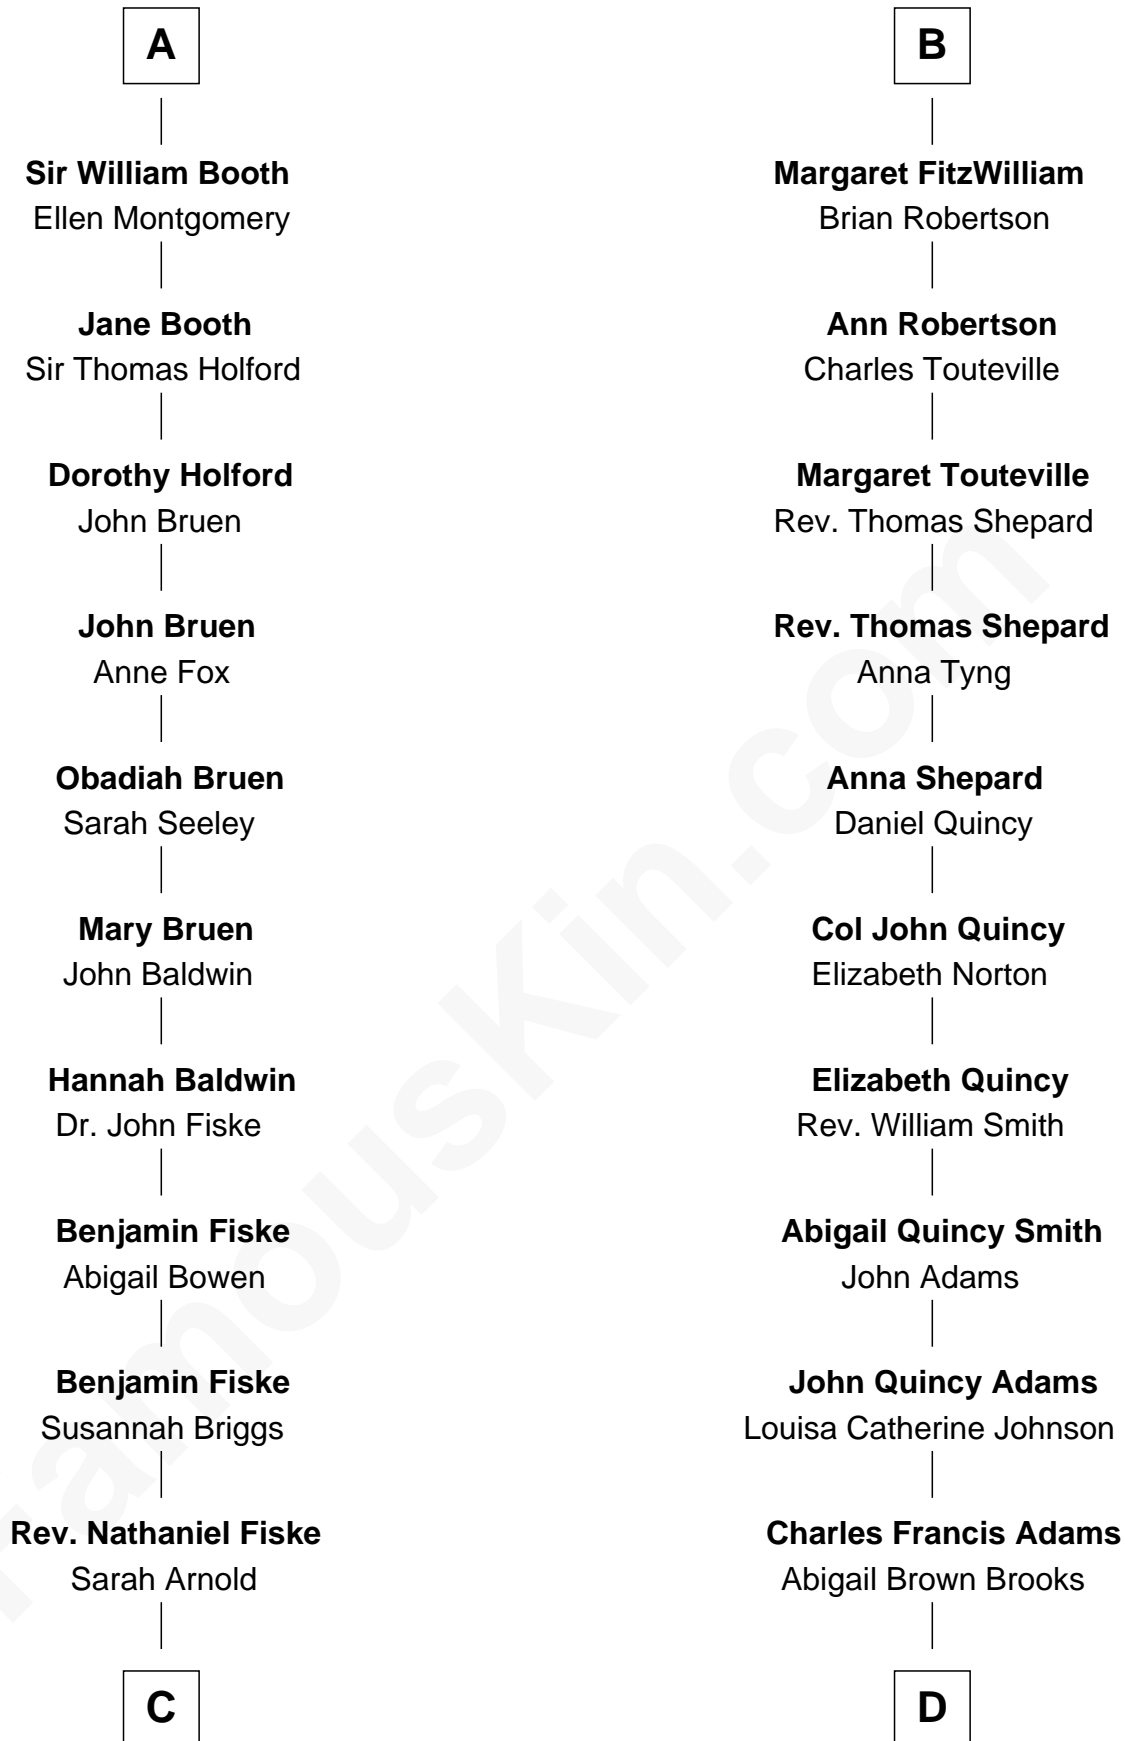 A
Sir William Booth
Ellen Montgomery
Jane Booth
Sir Thomas Holford
Dorothy Holford
John Bruen
John Bruen
Anne Fox
Obadiah Bruen
Sarah Seeley
Mary Bruen
John Baldwin
Hannah Baldwin
Dr. John Fiske
Benjamin Fiske
Abigail Bowen
Benjamin Fiske
Susannah Briggs
Rev. Nathaniel Fiske
Sarah Arnold
C
B
Margaret FitzWilliam
Brian Robertson
Ann Robertson
Charles Touteville
Margaret Touteville
Rev. Thomas Shepard
Rev. Thomas Shepard
Anna Tyng
Anna Shepard
Daniel Quincy
Col John Quincy
Elizabeth Norton
Elizabeth Quincy
Rev. William Smith
Abigail Quincy Smith
John Adams
John Quincy Adams
Louisa Catherine Johnson
Charles Francis Adams
Abigail Brown Brooks
D
FamousKin.com